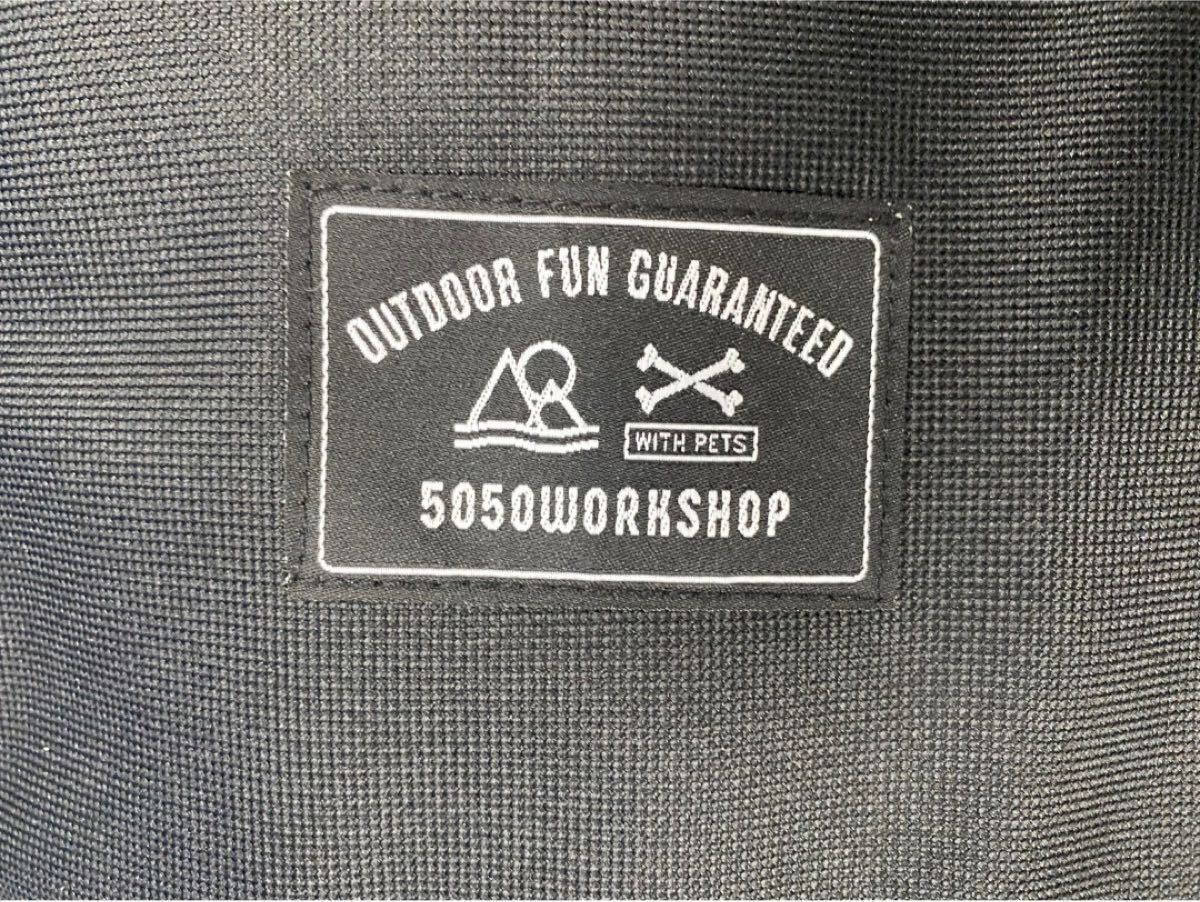 OUTDOOR FUN GUARANTEED
WITH PETS
5050WORKSHOP